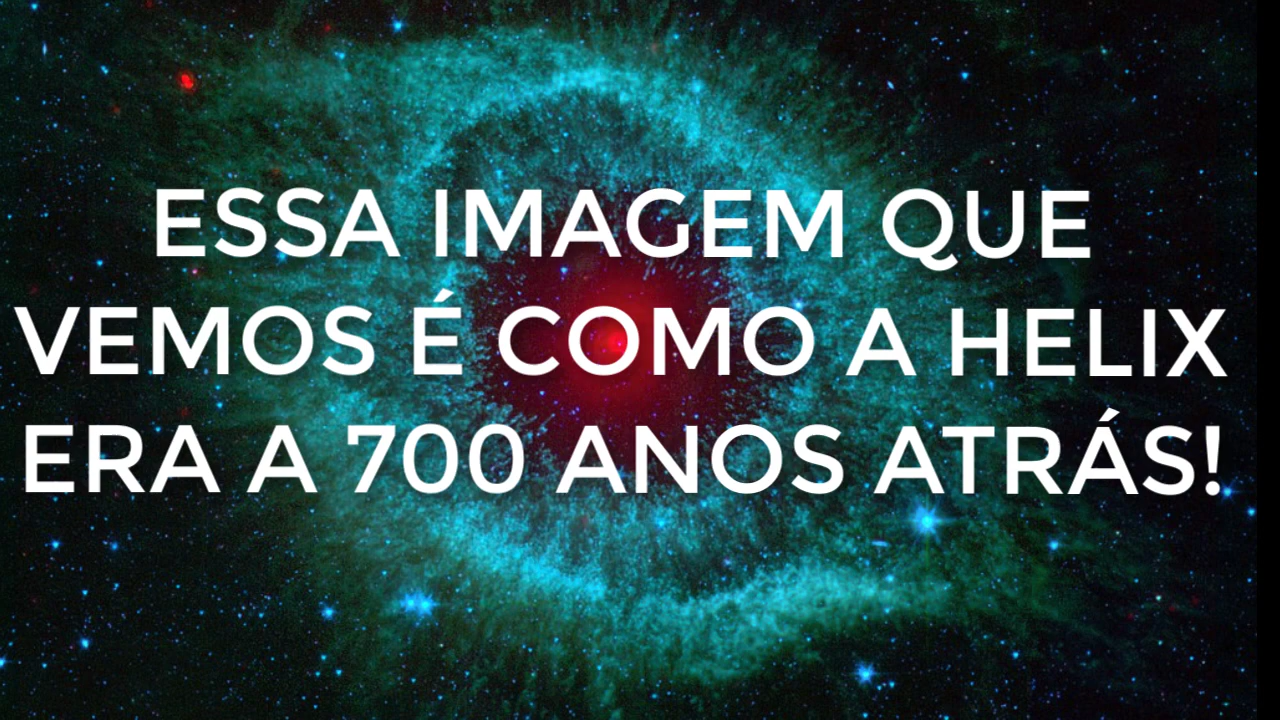 ESSA IMAGEM QUE
VEMOS É COMO A HELIX
ERA A 700 ANOS ATRÁS!